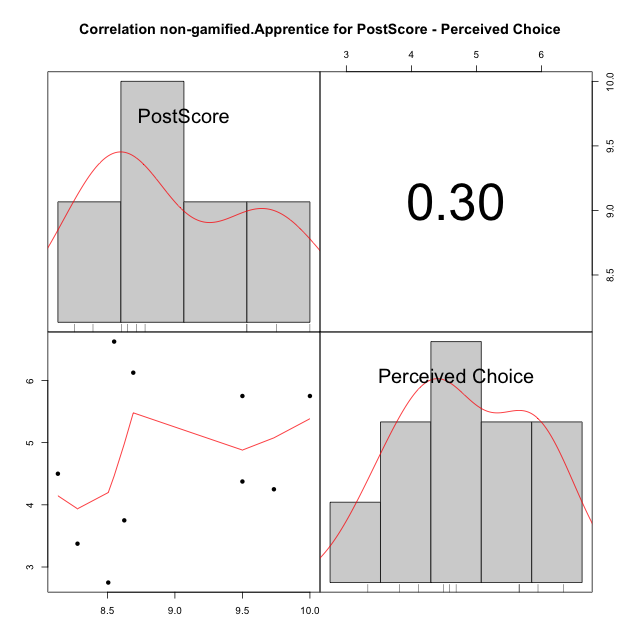 Correlation non-gamified.Apprentice for PostScore - Perceived Choice
3 4 5 6
PostScore
0.30
10.0
9.5
9.0
8.5
Perceived Choice
6
5
4
3
8.5 9.0 9.5 10.0